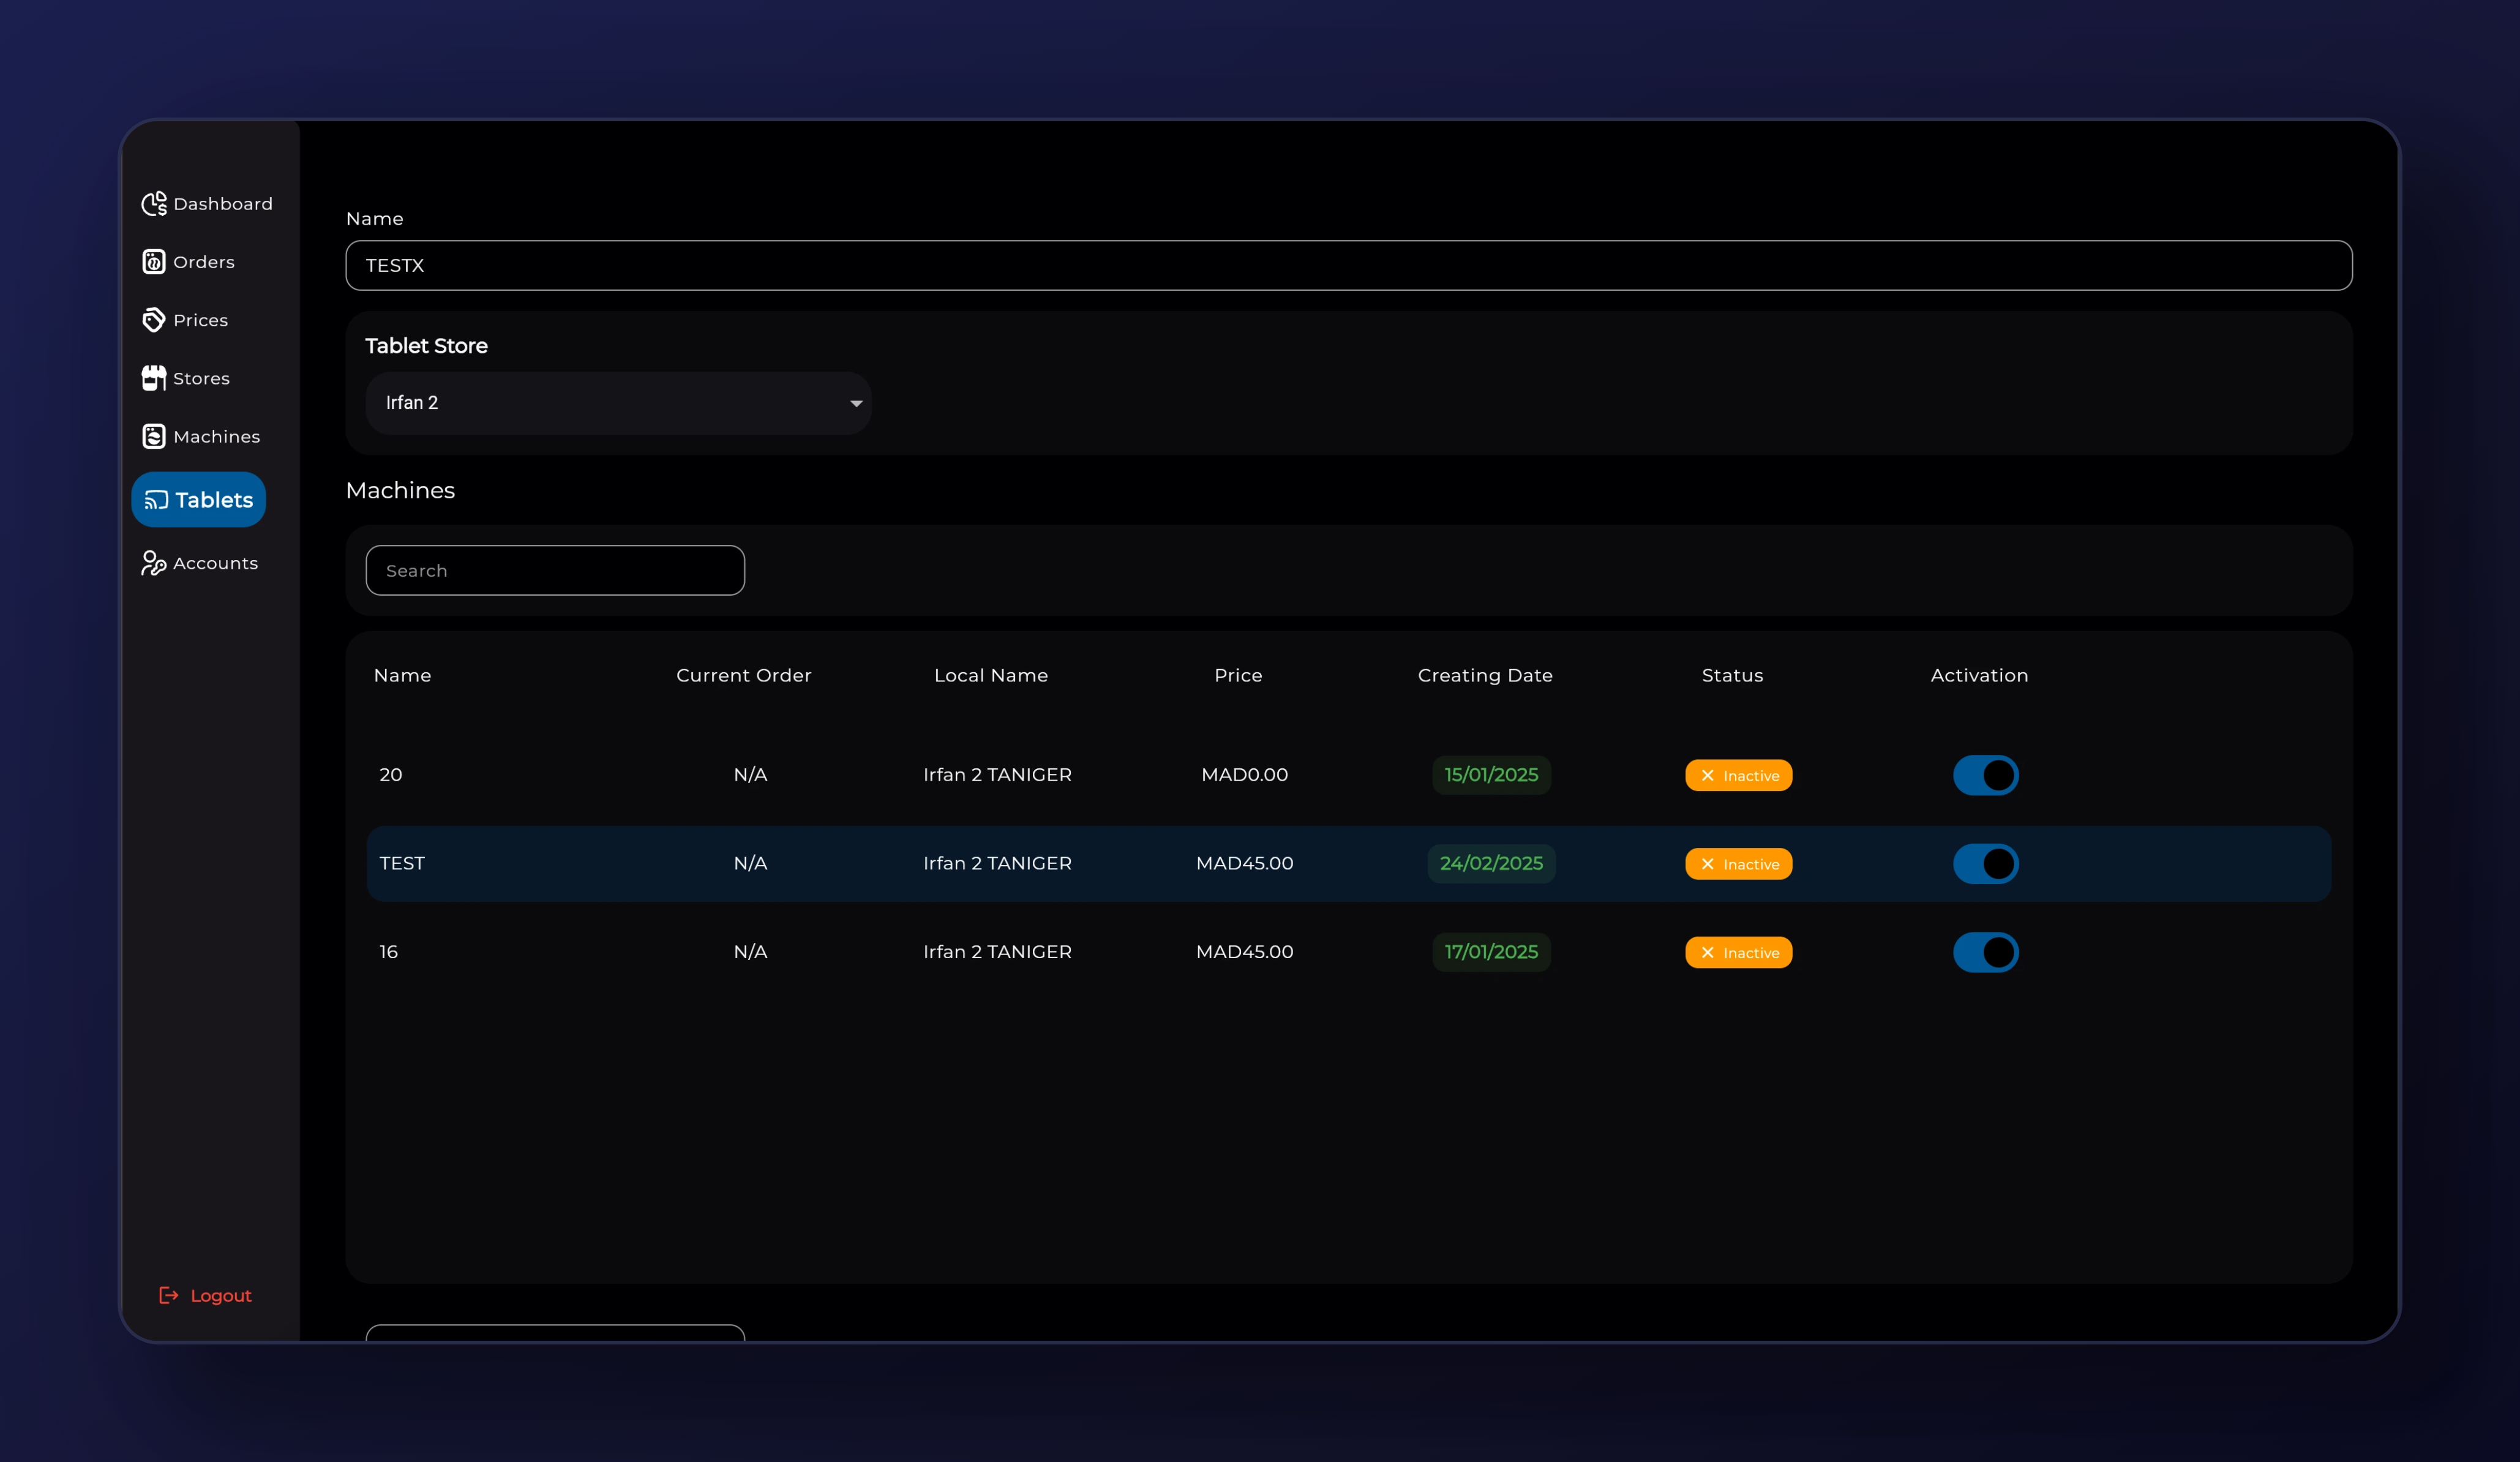 Dashboard
Orders
Prices
Stores
Machines
Tablets
Accounts
Logout
Name
TESTX
Tablet Store
Irfan 2
Machines
Search
Name Current Order Local Name Price Creating Date Status Activation
20 N/A Irfan 2 TANIGER MAD0.00 15/01/2025 Inactive
TEST N/A Irfan 2 TANIGER MAD45.00 24/02/2025 Inactive
16 N/A Irfan 2 TANIGER MAD45.00 17/01/2025 Inactive